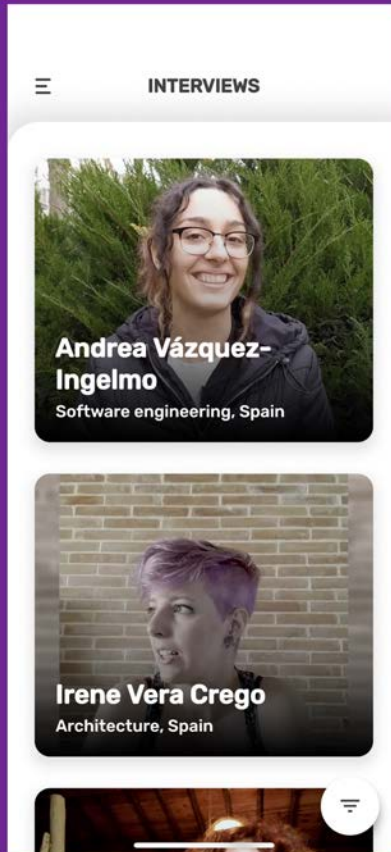 INTERVIEWS
Andrea Vázquez-
Ingelmo
Software engineering, Spain
Irene Vera Crego
Architecture, Spain